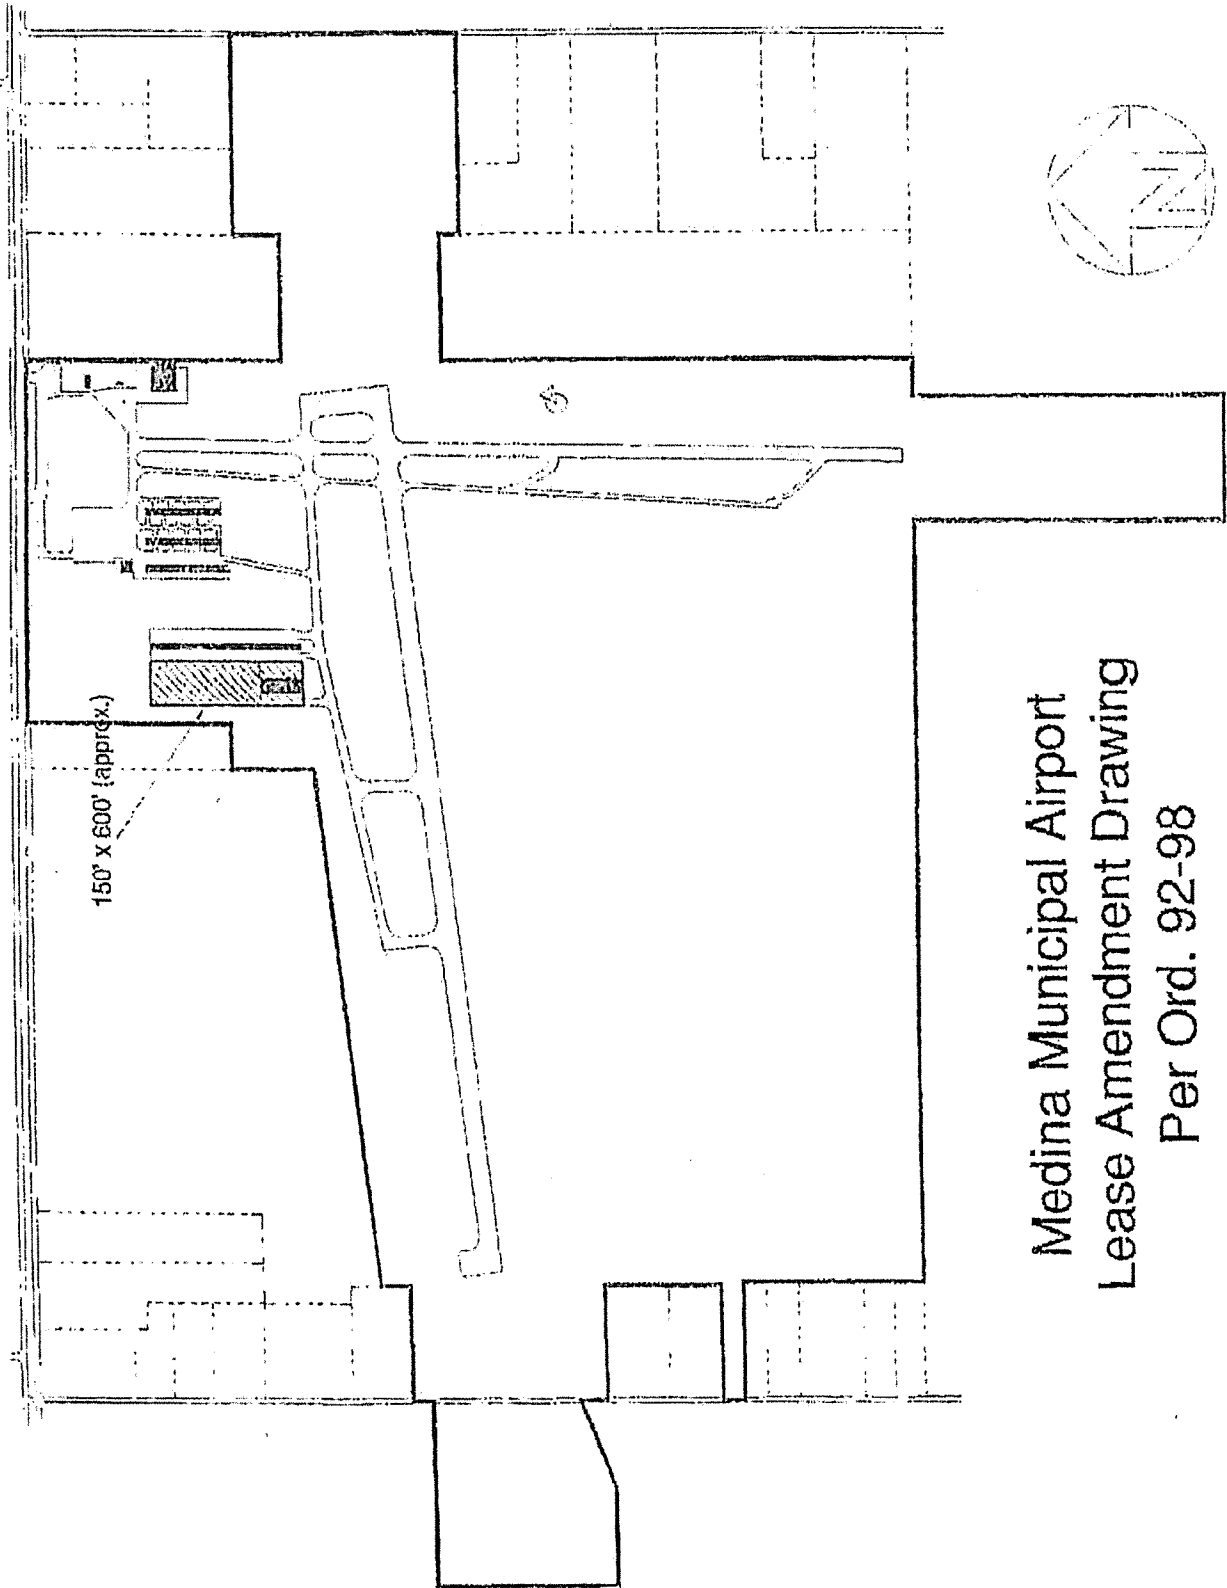 150' x 600' (approx.)
N
Medina Municipal Airport
Lease Amendment Drawing
Per Ord. 92-98